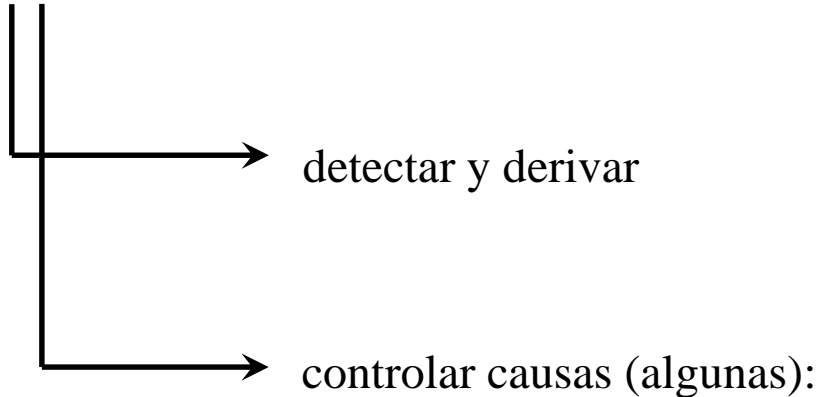 detectar y derivar
controlar causas (algunas):